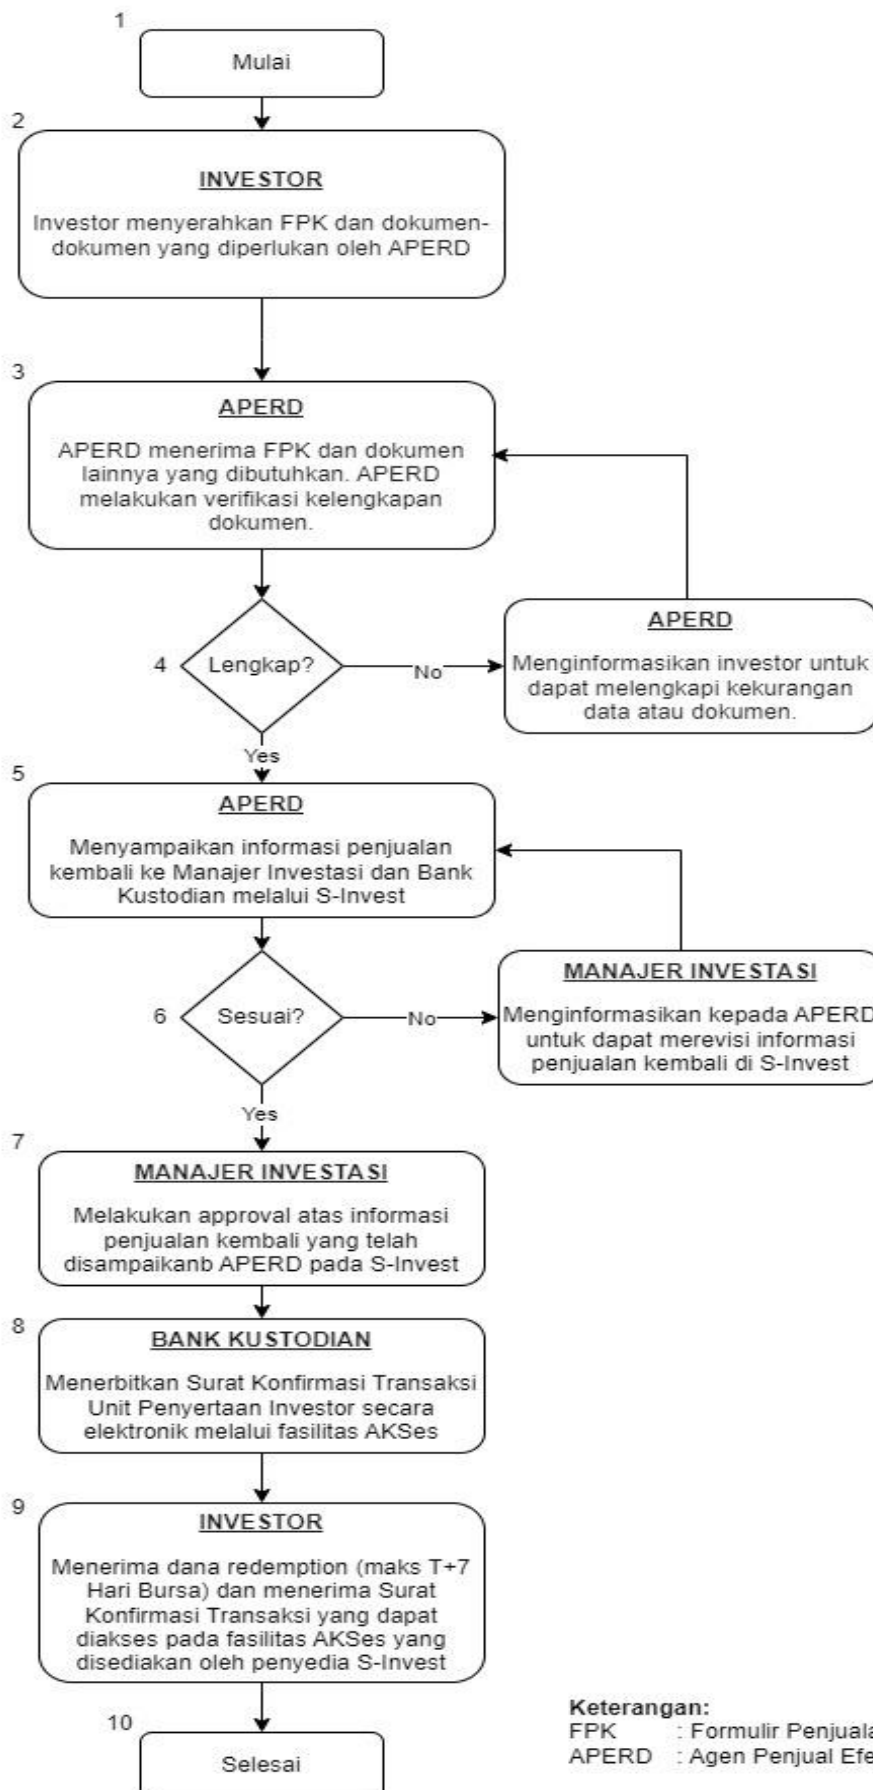 1
Mulai
2
INVESTOR
Investor menyerahkan FPK dan dokumen-
dokumen yang diperlukan oleh APERD
3
APERD
APERD menerima FPK dan dokumen
lainnya yang dibutuhkan. APERD
melakukan verifikasi kelengkapan
dokumen.
4
Lengkap?
No
APERD
Menginformasikan investor untuk
dapat melengkapi kekurangan
data atau dokumen.
Yes
5
APERD
Menyampaikan informasi penjualan
kembali ke Manajer Investasi dan Bank
Kustodian melalui S-Invest
6
Sesuai?
No
MANAJER INVESTASI
Menginformasikan kepada APERD
untuk dapat merevisi informasi
penjualan kembali di S-Invest
Yes
7
MANAJER INVESTASI
Melakukan approval atas informasi
penjualan kembali yang telah
disampaikanb APERD pada S-Invest
8
BANK KUSTODIAN
Menerbitkan Surat Konfirmasi Transaksi
Unit Penyertaan Investor secara
elektronik melalui fasilitas AKSes
9
INVESTOR
Menerima dana redemption (maks T+7
Hari Bursa) dan menerima Surat
Konfirmasi Transaksi yang dapat
diakses pada fasilitas AKSes yang
disediakan oleh penyedia S-Invest
10
Selesai
Keterangan:
FPK : Formulir
APERD : Agen Penjual